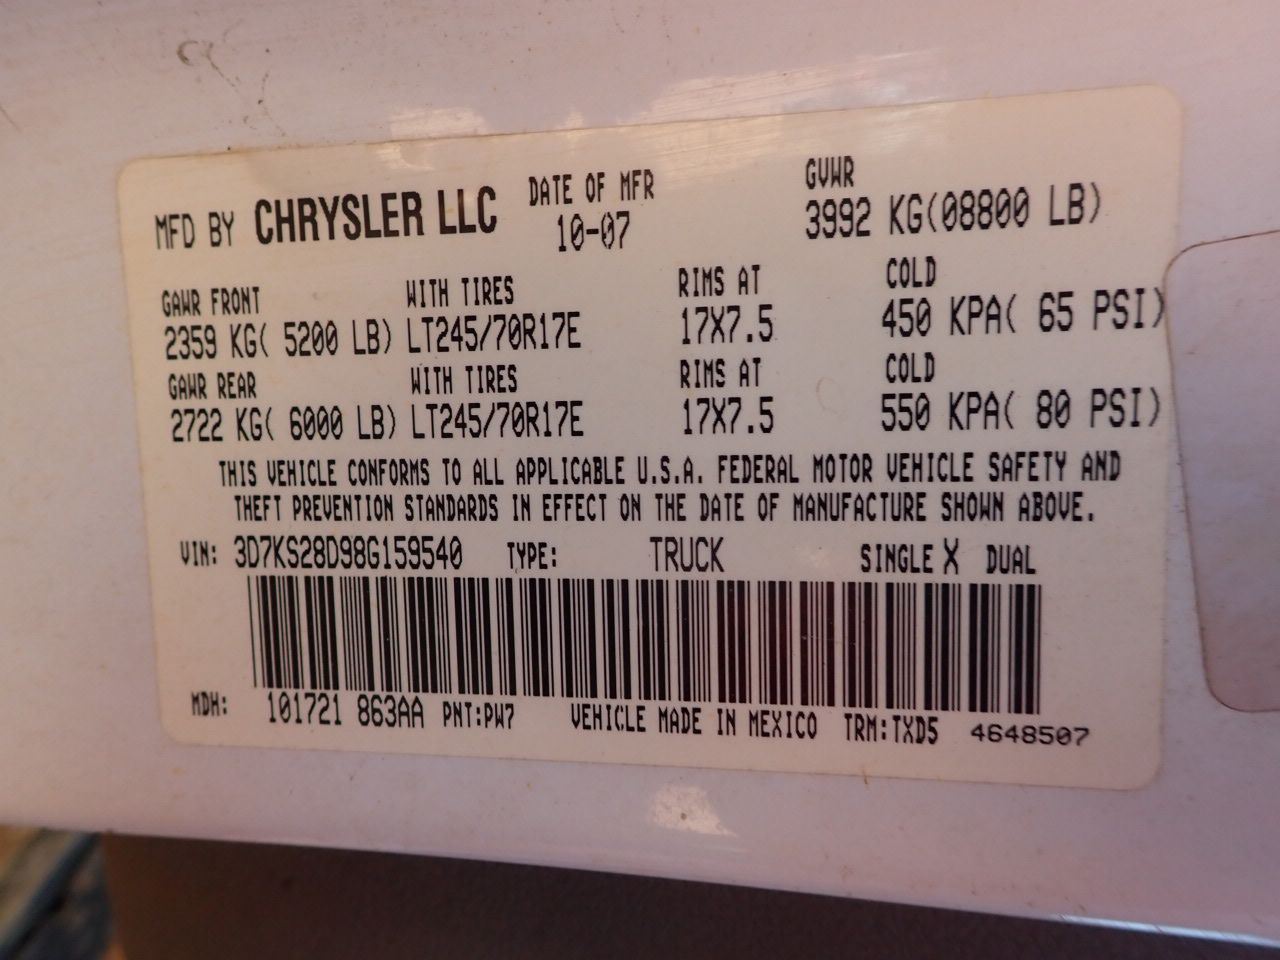 MFD BY CHRYSLER LLC DATE OF MFR 10-07 GVWR 3992 KG(08800 LB)
GAWR FRONT WITH TIRES RIMS AT COLD
2359 KG( 5200 LB) LT245/70R17E 17X7.5 450 KPA( 65 PSI)
GAWR REAR WITH TIRES RIMS AT COLD
2722 KG( 6000 LB) LT245/70R17E 17X7.5 550 KPA( 80 PSI)
THIS VEHICLE CONFORMS TO ALL APPLICABLE U.S.A. FEDERAL MOTOR VEHICLE SAFETY AND
THEFT PREVENTION STANDARDS IN EFFECT ON THE DATE OF MANUFACTURE SHOWN ABOVE.
VIN: 3D7KS28D98G159540 TYPE: TRUCK SINGLE X DUAL
MDH: 101721 863AA PNT:PW7 VEHICLE MADE IN MEXICO TRM:TXD5 4648507